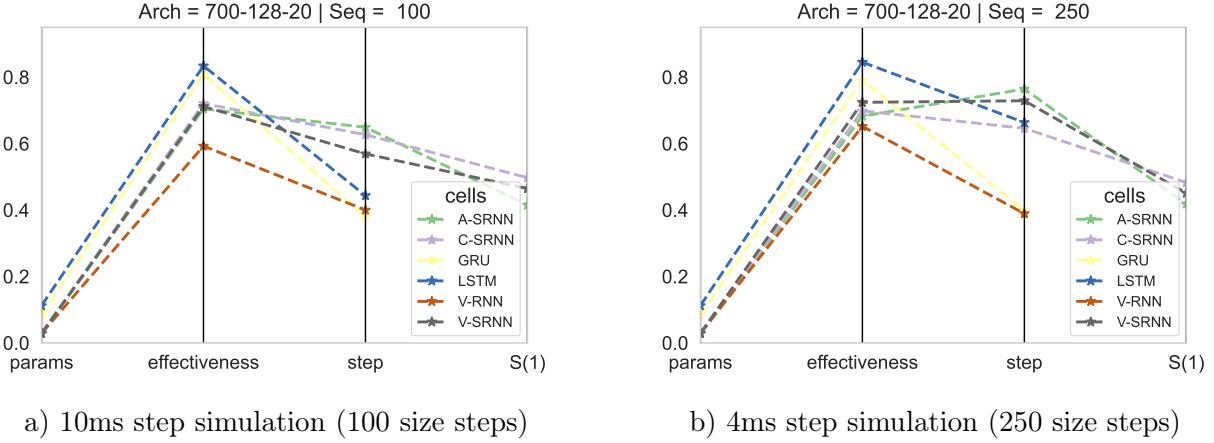 Arch = 700-128-20 | Seq = 100
0.8
0.6
0.4
0.2
0.0
params effectiveness step S(1)
cells
A-SRNN
C-SRNN
GRU
LSTM
V-RNN
V-SRNN
a) 10ms step simulation (100 size steps)
Arch = 700-128-20 | Seq = 250
0.8
0.6
0.4
0.2
0.0
params effectiveness step S(1)
cells
A-SRNN
C-SRNN
GRU
LSTM
V-RNN
V-SRNN
b) 4ms step simulation (250 size steps)